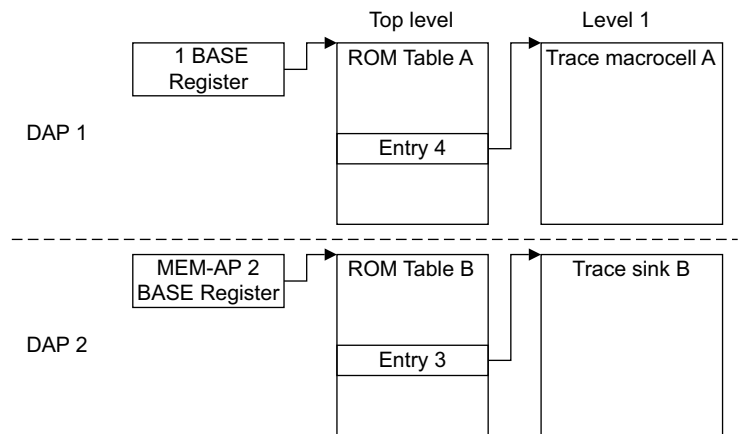 Top level
Level 1
1 BASE
Register
ROM Table A
Trace macrocell A
DAP 1
Entry 4
MEM-AP 2
BASE Register
ROM Table B
Trace sink B
DAP 2
Entry 3